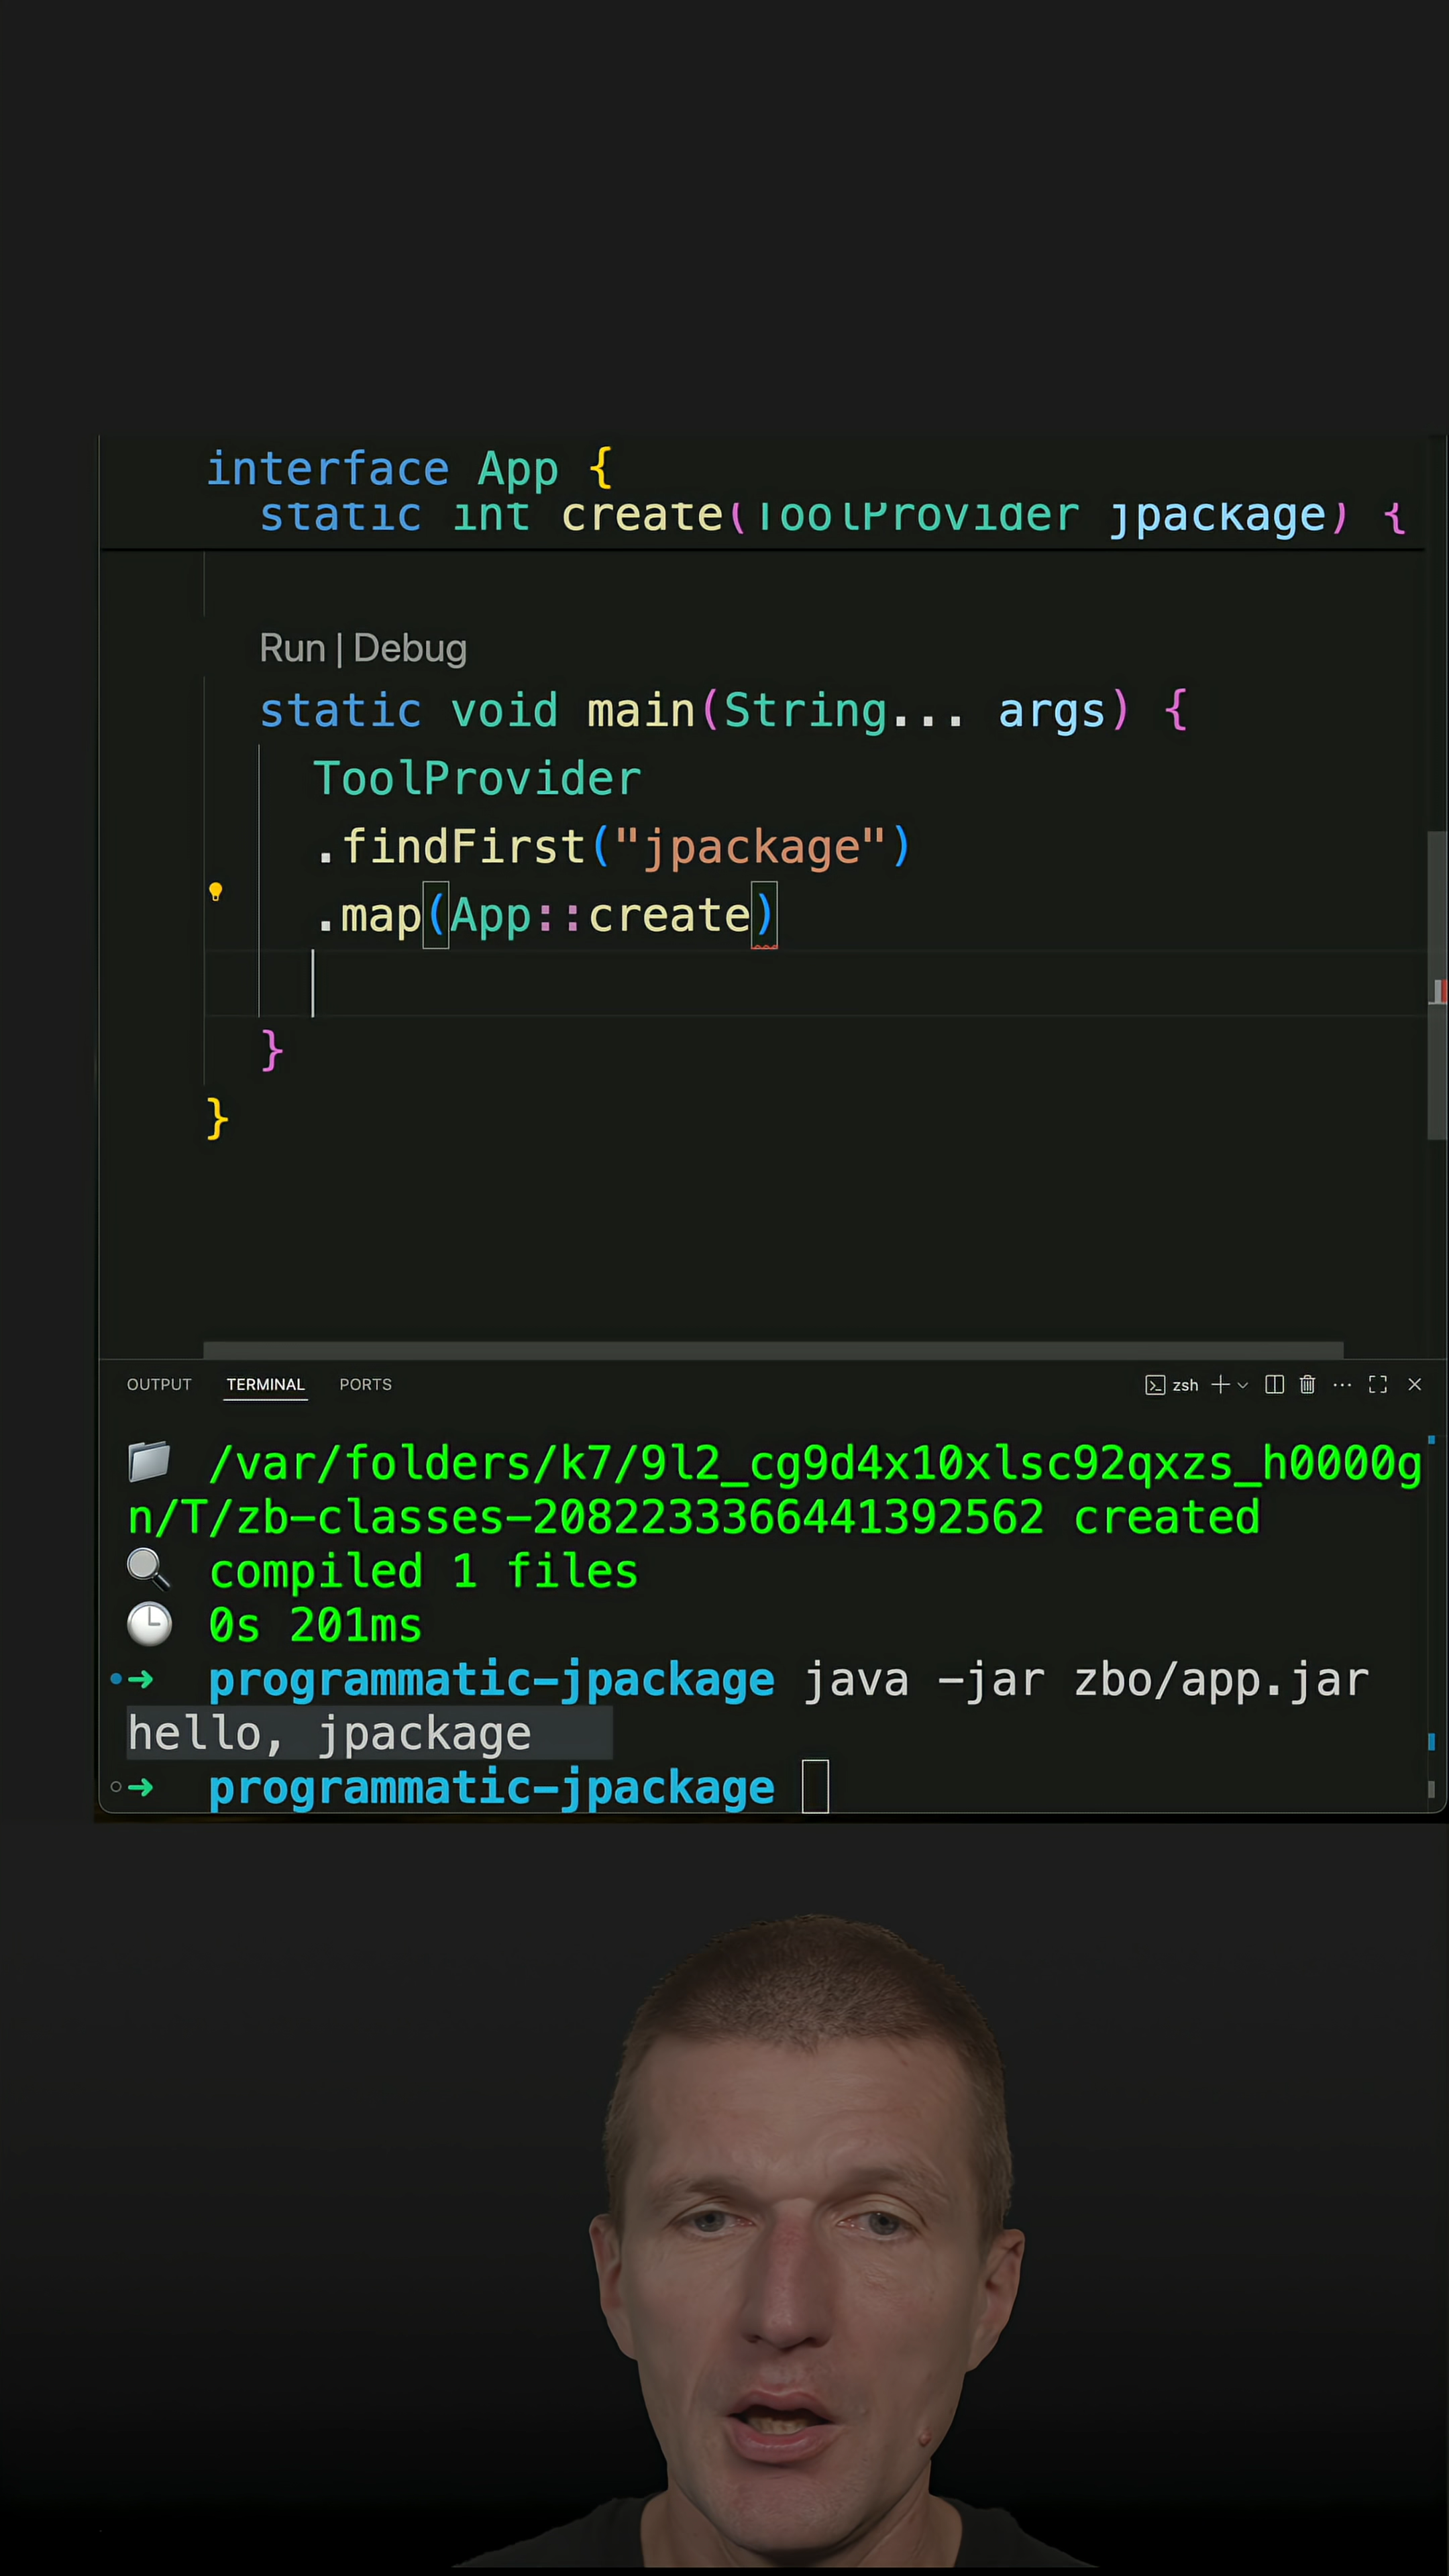 interface App {
static int create(ToolProvider jpackage) {
Run | Debug
static void main(String... args) {
ToolProvider
.findFirst("jpackage")
.map(App::create)
}
}
OUTPUT TERMINAL PORTS zsh
/var/folders/k7/9l2_cg9d4x10xlsc92qxzs_h0000g
n/T/zb-classes-2082233366441392562 created
compiled 1 files
0s 201ms
programmatic-jpackage java -jar zbo/app.jar
hello, jpackage
programmatic-jpackage